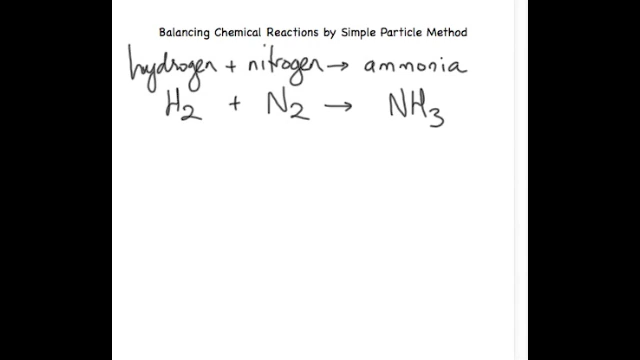 Balancing Chemical Reactions by Simple Particle Method
hydrogen + nitrogen → ammonia
H2 + N2 → NH3